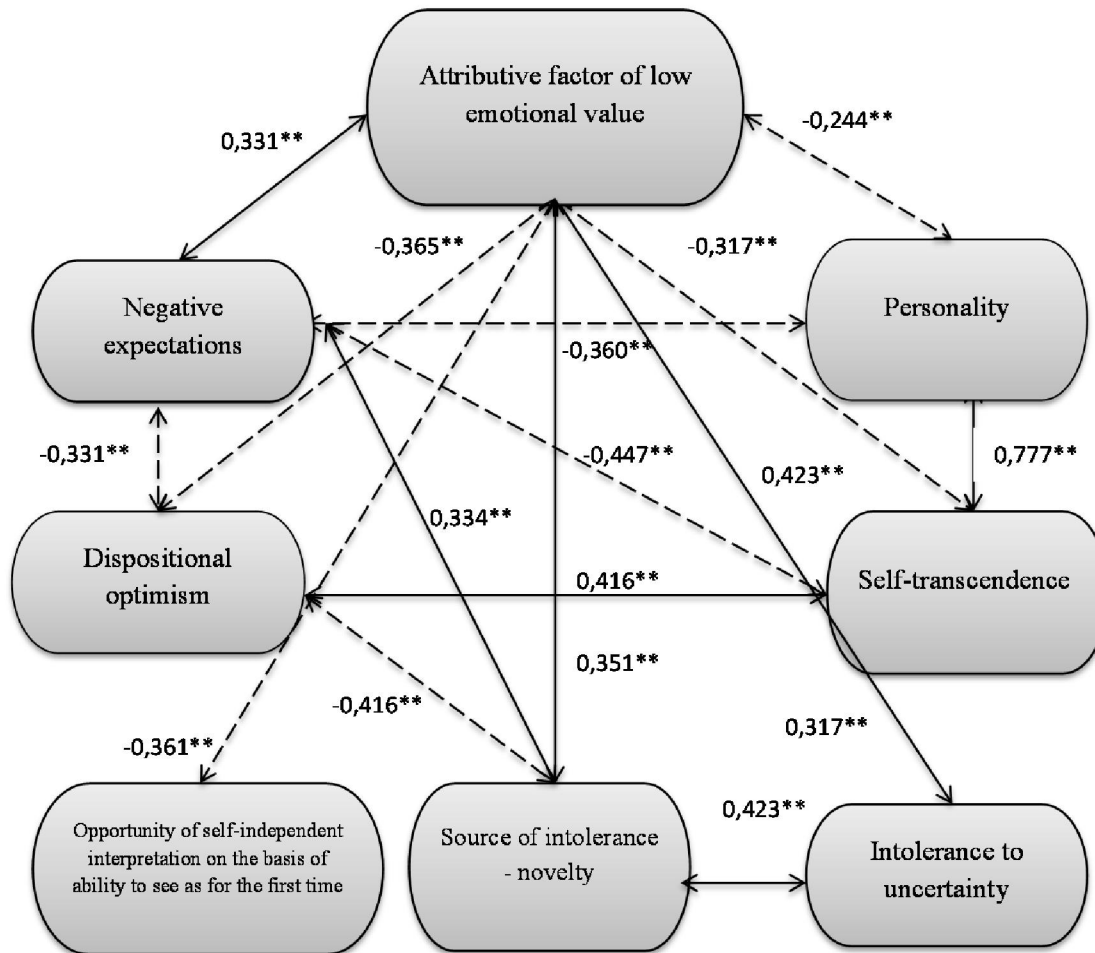 Attributive factor of low
emotional value
0,331**
-0,244**
-0,365**
-0,317**
Negative
expectations
Personality
-0,360**
-0,331**
-0,447**
0,423**
0,777**
0,334**
Dispositional
optimism
0,416**
Self-transcendence
0,351**
-0,416**
0,317**
-0,361**
0,423**
Opportunity of self-independent
interpretation on the basis of
ability to see as for the first time
Source of intolerance
- novelty
Intolerance to
uncertainty